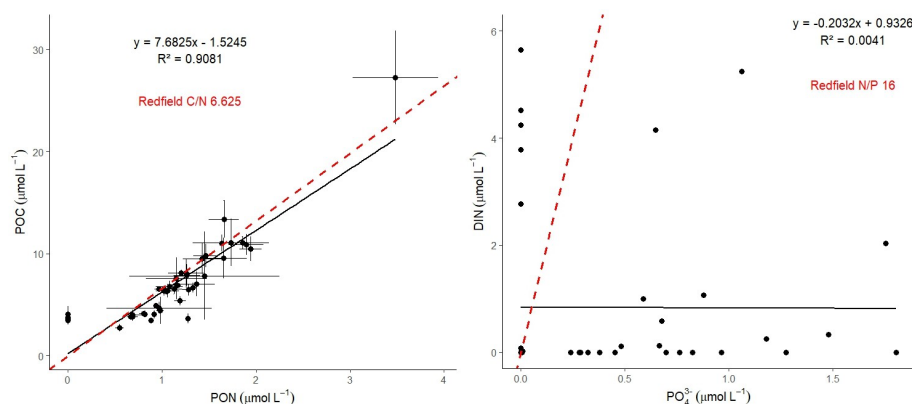 y = 7.6825x - 1.5245
R² = 0.9081
Redfield C/N 6.625
POC (μmol L⁻¹)
30
20
10
0
0 1 2 3 4
PON (μmol L⁻¹)
y = -0.2032x + 0.9326
R² = 0.0041
Redfield N/P 16
DIN (μmol L⁻¹)
6
4
2
0
0.0 0.5 1.0 1.5
PO₄³⁻ (μmol L⁻¹)